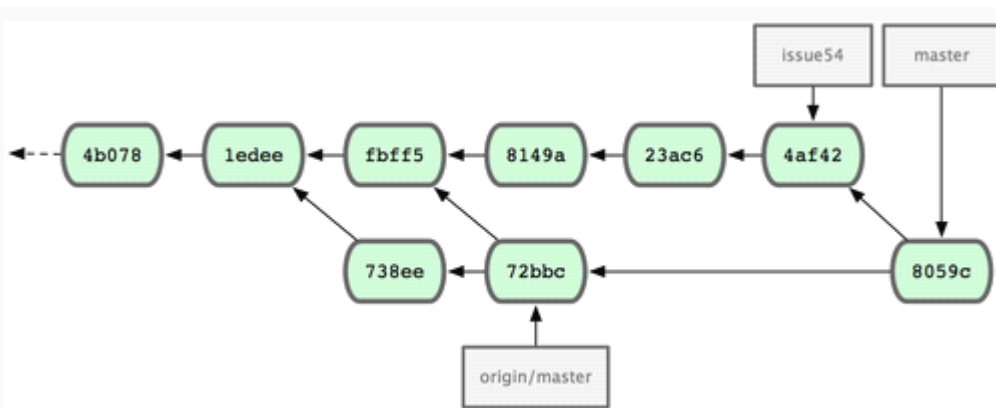 issue54 master
4b078 1edee fbff5 8149a 23ac6 4af42
738ee 72bbc 8059c
origin/master